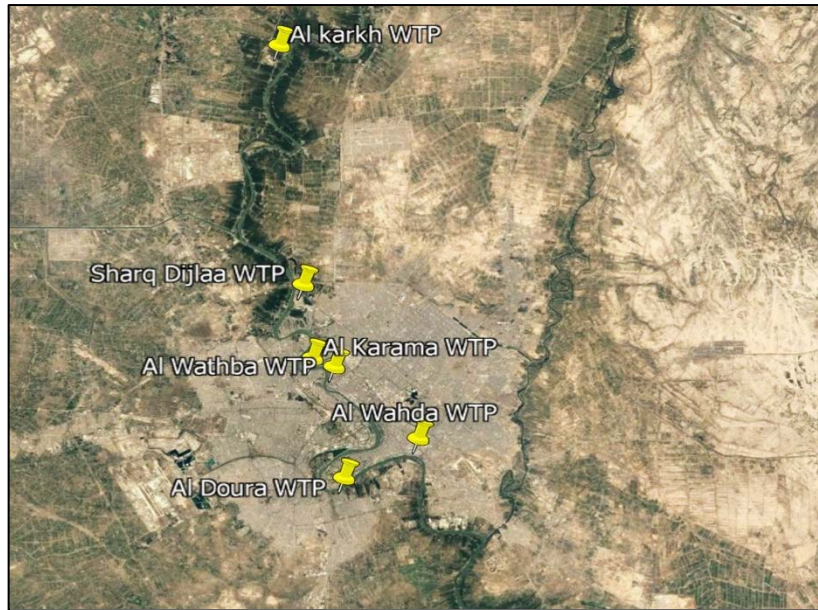 Al karkh WTP
Sharq Dijlaa WTP
Al Karama WTP
Al Wathba WTP
Al Wahda WTP
Al Doura WTP